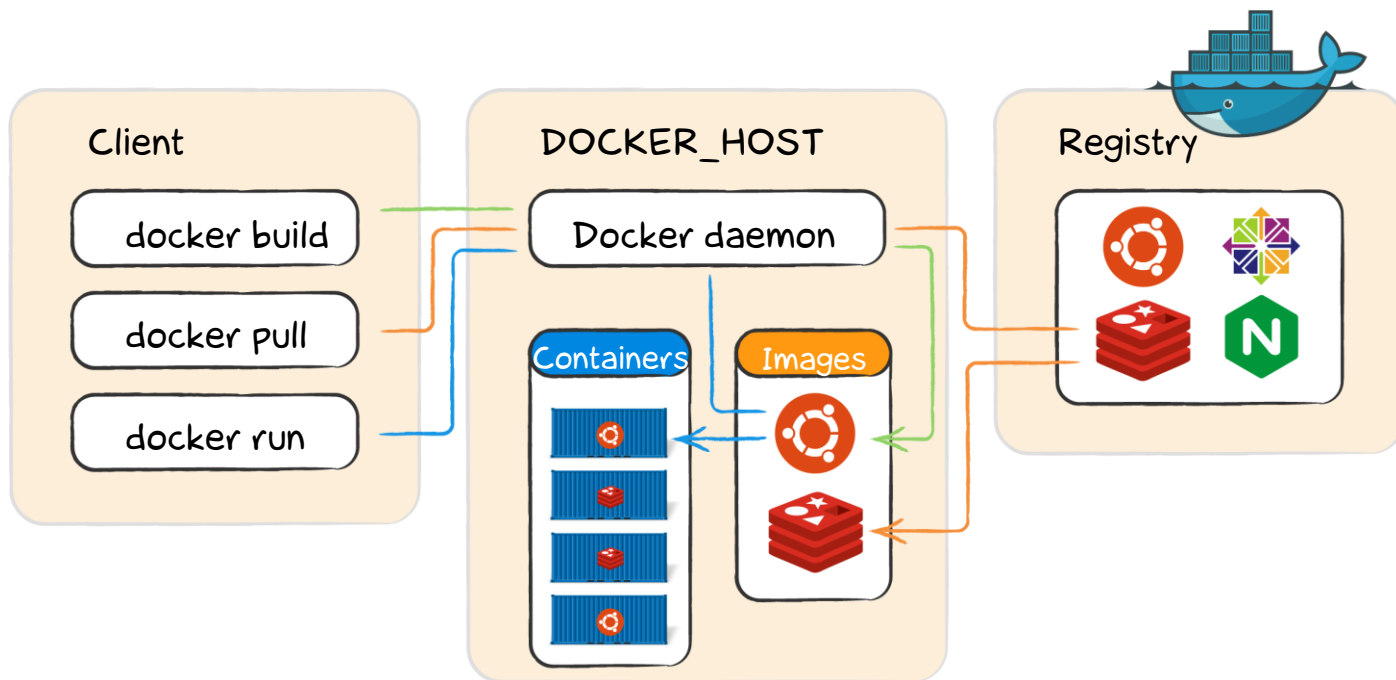 Client
docker build
docker pull
docker run
DOCKER_HOST
Docker daemon
Containers
Images
Registry
N